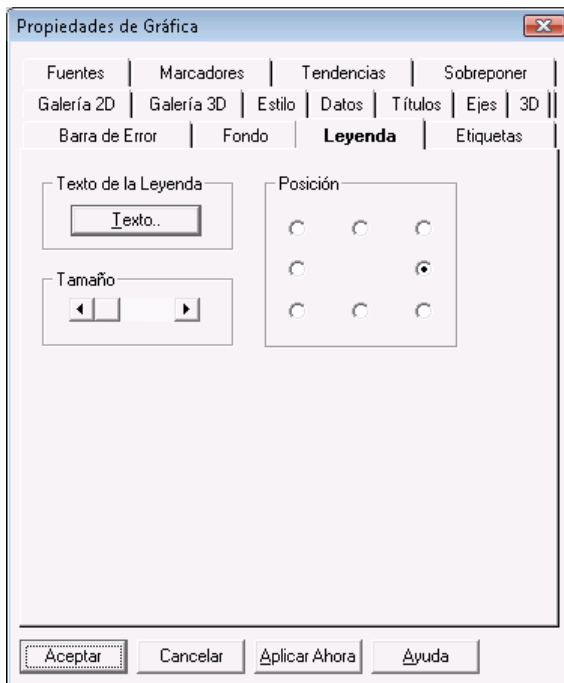 Propiedades de Gráfica
Fuentes Marcadores Tendencias Sobreponer
Galería 2D Galería 3D Estilo Datos Títulos Ejes 3D
Barra de Error Fondo Leyenda Etiquetas
Texto de la Leyenda Posición
Texto..
Tamaño
Aceptar Cancelar Aplicar Ahora Ayuda